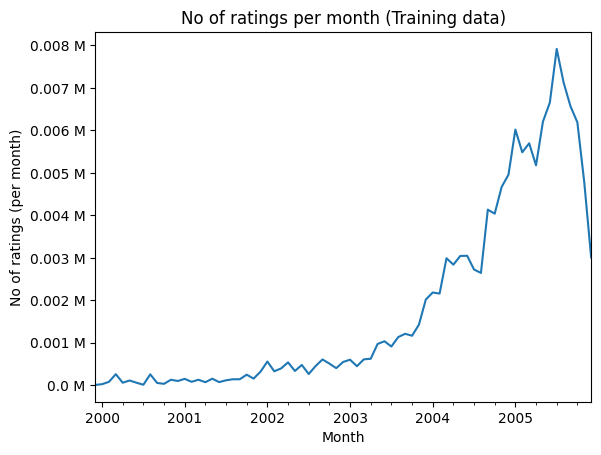 No of ratings per month (Training data)
No of ratings (per month)
0.008 M
0.007 M
0.006 M
0.005 M
0.004 M
0.003 M
0.002 M
0.001 M
0.0 M
2000 2001 2002 2003 2004 2005
Month